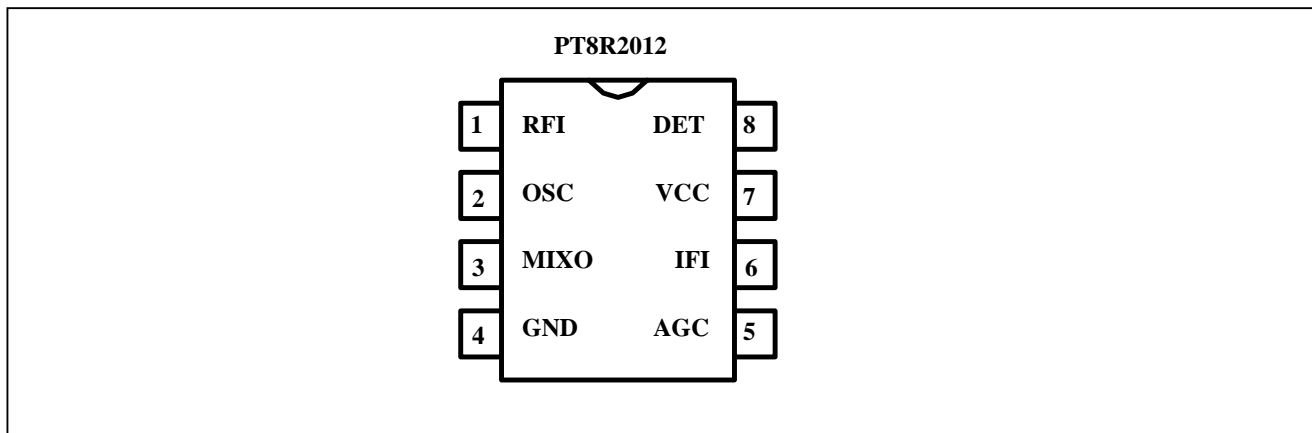 PT8R2012
1 RFI DET 8
2 OSC VCC 7
3 MIXO IFI 6
4 GND AGC 5